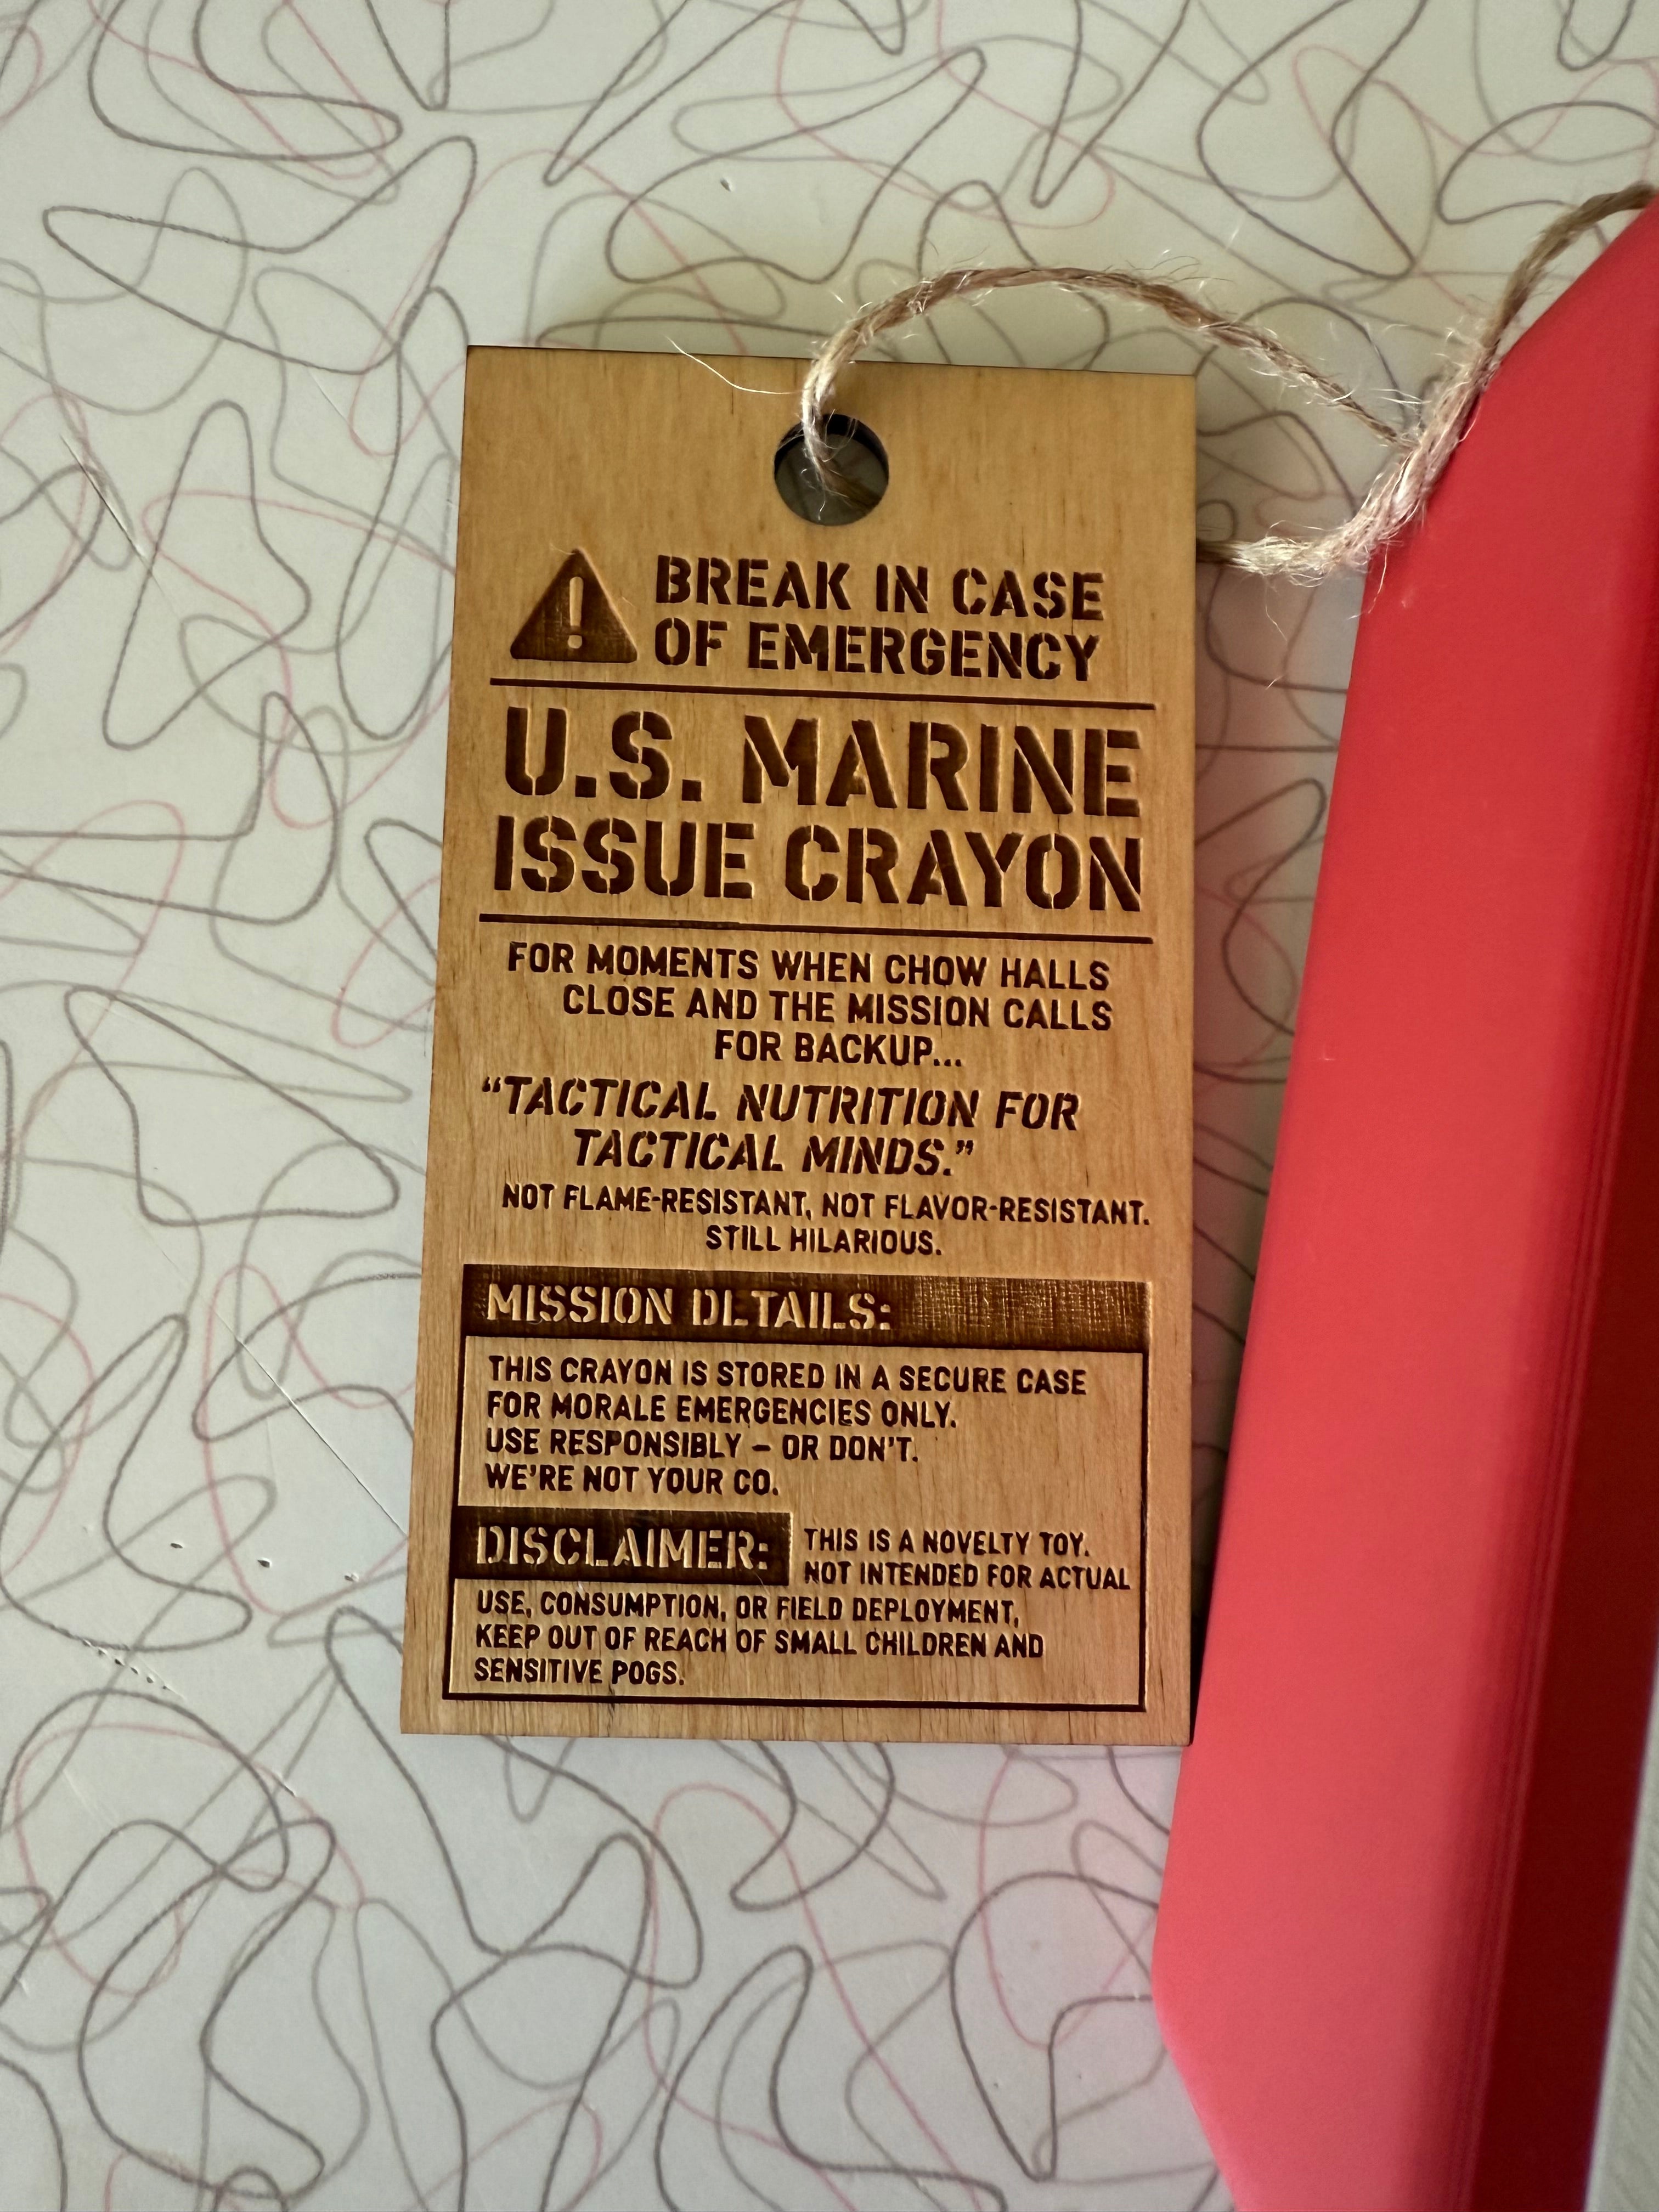 BREAK IN CASE
OF EMERGENCY
U.S. MARINE
ISSUE CRAYON
FOR MOMENTS WHEN CHOW HALLS
CLOSE AND THE MISSION CALLS
FOR BACKUP...
“TACTICAL NUTRITION FOR
TACTICAL MINDS.”
NOT FLAME-RESISTANT, NOT FLAVOR-RESISTANT.
STILL HILARIOUS.
MISSION DETAILS:
THIS CRAYON IS STORED IN A SECURE CASE
FOR MORALE EMERGENCIES ONLY.
USE RESPONSIBLY – OR DON'T.
WE'RE NOT YOUR CO.
DISCLAIMER: THIS IS A NOVELTY TOY.
NOT INTENDED FOR ACTUAL
USE, CONSUMPTION, OR FIELD DEPLOYMENT,
KEEP OUT OF REACH OF SMALL CHILDREN AND
SENSITIVE POGS.